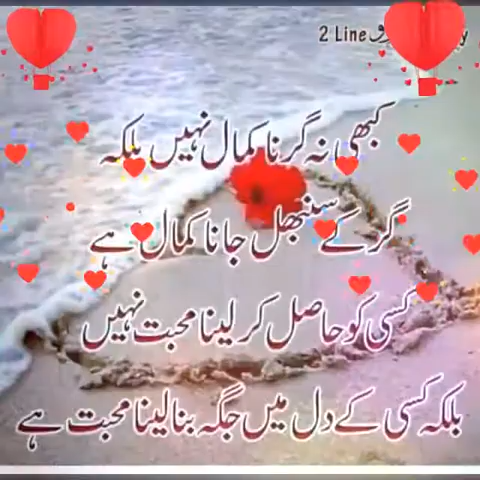 2 Line
کبھی نہ گرنا کمال نہیں بلکہ
گر کے سنبھل جانا کمال ہے
کسی کو حاصل کر لینا محبت نہیں
بلکہ کسی کے دل میں جگہ بنا لینا محبت ہے